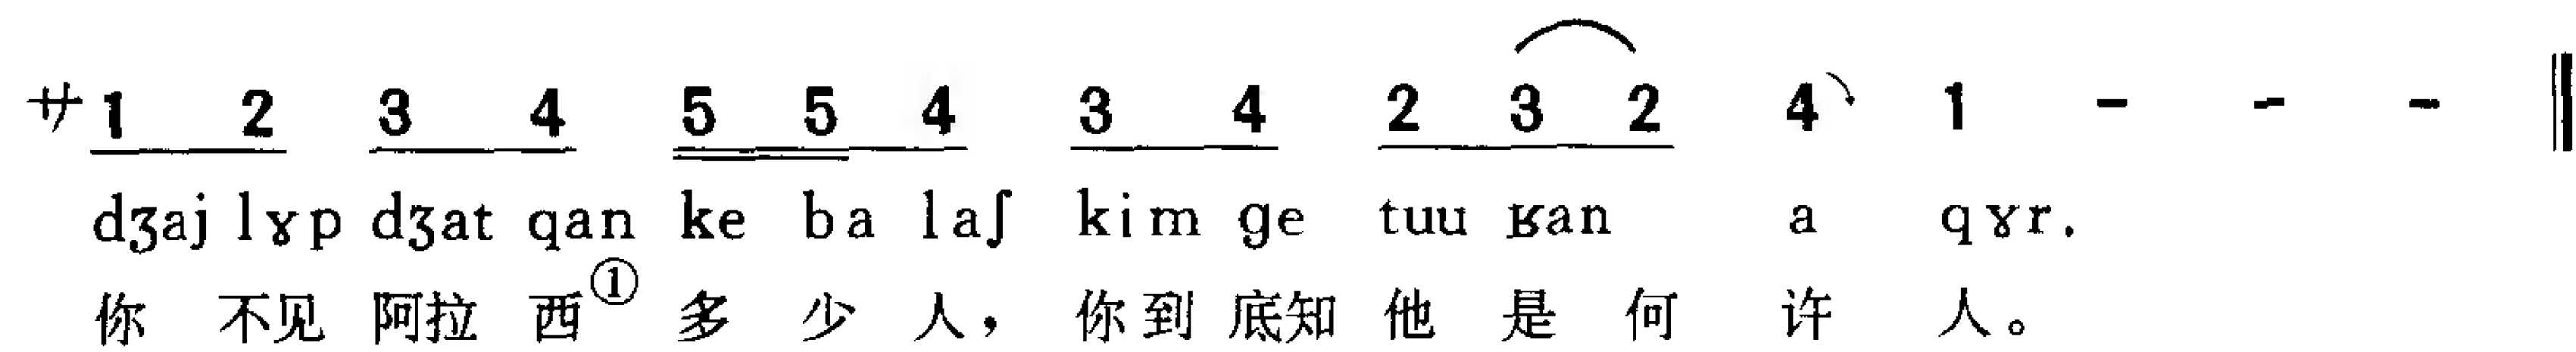 サ 1 2 3 4 5 5 4 3 4 2 3 2 4 1 - - -
dʒaj lɤp dʒat qan ke ba laʃ kim ge tuu ʁan a qɤr.
你 不见 阿拉 西① 多 少 人， 你到 底知 他 是 何 许 人。